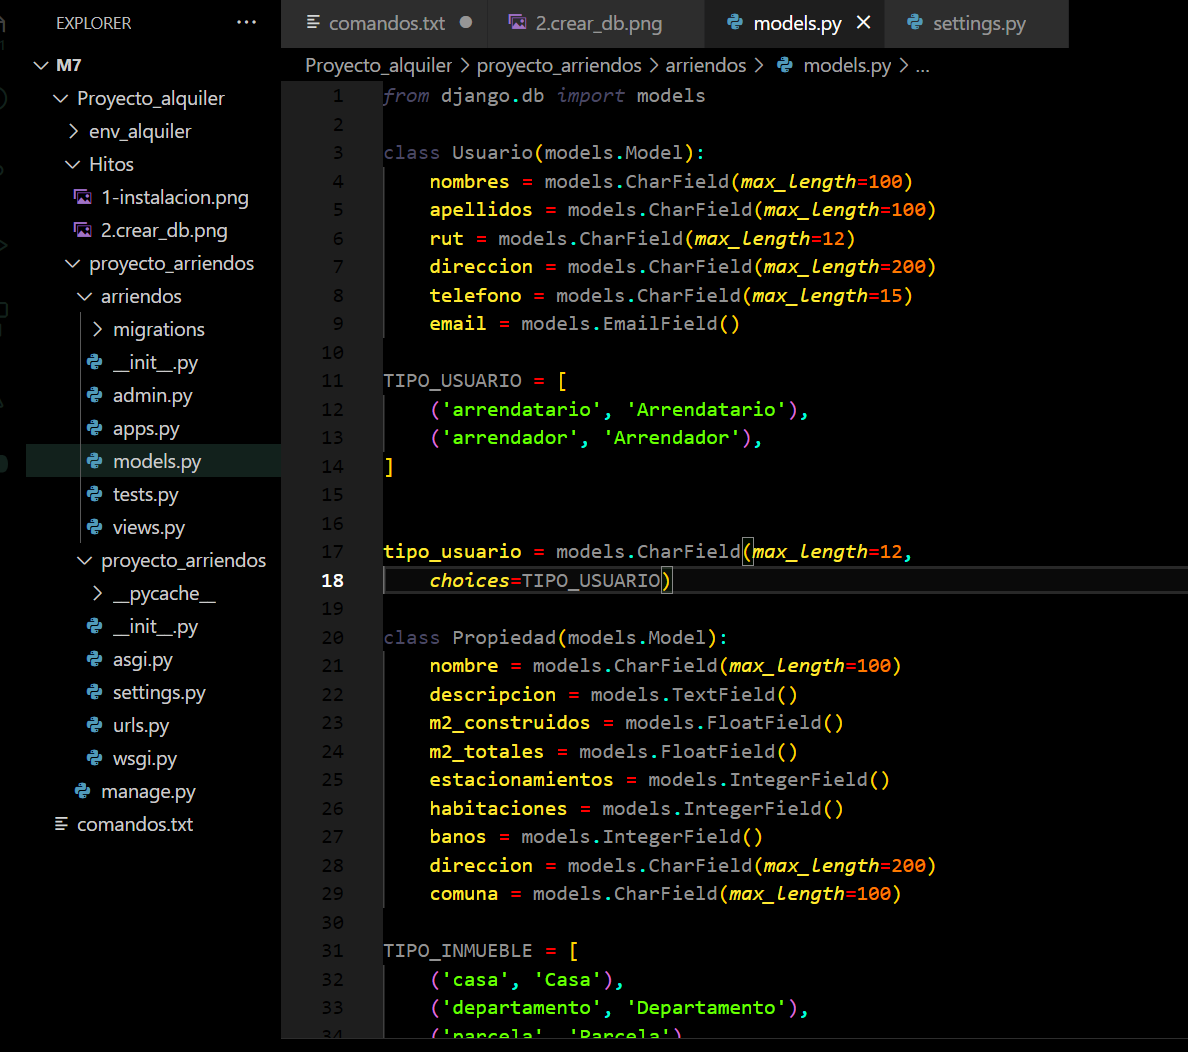 EXPLORER ...
M7
Proyecto_alquiler
env_alquiler
Hitos
1-instalacion.png
2.crear_db.png
proyecto_arriendos
arriendos
migrations
__init__.py
admin.py
apps.py
models.py
tests.py
views.py
proyecto_arriendos
__pycache__
__init__.py
asgi.py
settings.py
urls.py
wsgi.py
manage.py
comandos.txt
comandos.txt 2.crear_db.png models.py settings.py
Proyecto_alquiler > proyecto_arriendos > arriendos > models.py > ...
1 from django.db import models
2
3 class Usuario(models.Model):
4     nombres = models.CharField(max_length=100)
5     apellidos = models.CharField(max_length=100)
6     rut = models.CharField(max_length=12)
7     direccion = models.CharField(max_length=200)
8     telefono = models.CharField(max_length=15)
9     email = models.EmailField()
10
11 TIPO_USUARIO = [
12     ('arrendatario', 'Arrendatario'),
13     ('arrendador', 'Arrendador'),
14 ]
15
16
17 tipo_usuario = models.CharField(max_length=12,
18     choices=TIPO_USUARIO)
19
20 class Propiedad(models.Model):
21     nombre = models.CharField(max_length=100)
22     descripcion = models.TextField()
23     m2_construidos = models.FloatField()
24     m2_totales = models.FloatField()
25     estacionamientos = models.IntegerField()
26     habitaciones = models.IntegerField()
27     banos = models.IntegerField()
28     direccion = models.CharField(max_length=200)
29     comuna = models.CharField(max_length=100)
30
31 TIPO_INMUEBLE = [
32     ('casa', 'Casa'),
33     ('departamento', 'Departamento'),
34     ('parcela', 'Parcela')